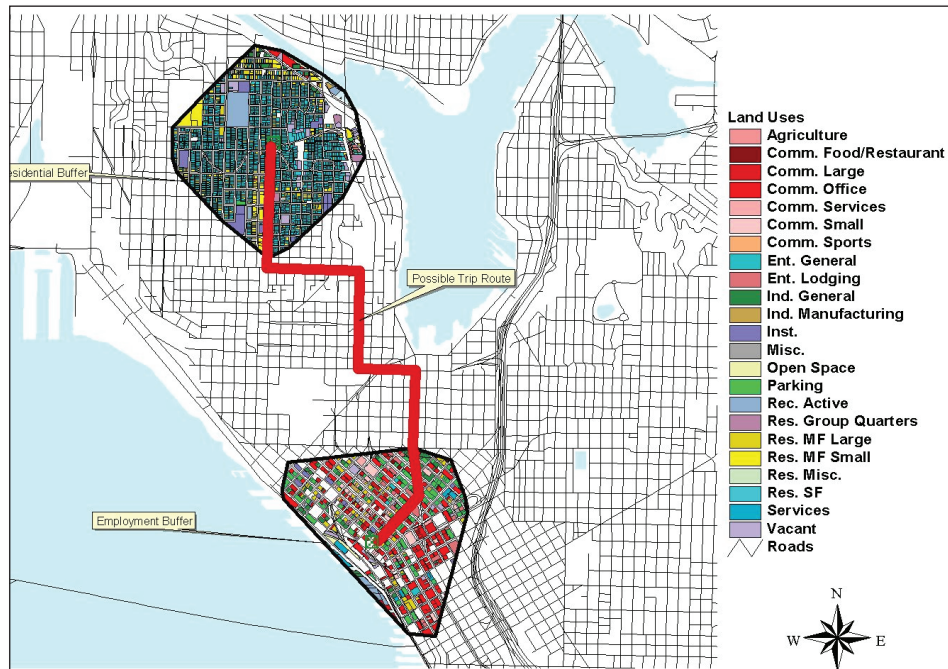 esidential Buffer
Possible Trip Route
Employment Buffer
Land Uses
Agriculture
Comm. Food/Restaurant
Comm. Large
Comm. Office
Comm. Services
Comm. Small
Comm. Sports
Ent. General
Ent. Lodging
Ind. General
Ind. Manufacturing
Inst.
Misc.
Open Space
Parking
Rec. Active
Res. Group Quarters
Res. MF Large
Res. MF Small
Res. Misc.
Res. SF
Services
Vacant
Roads
N
W E
S